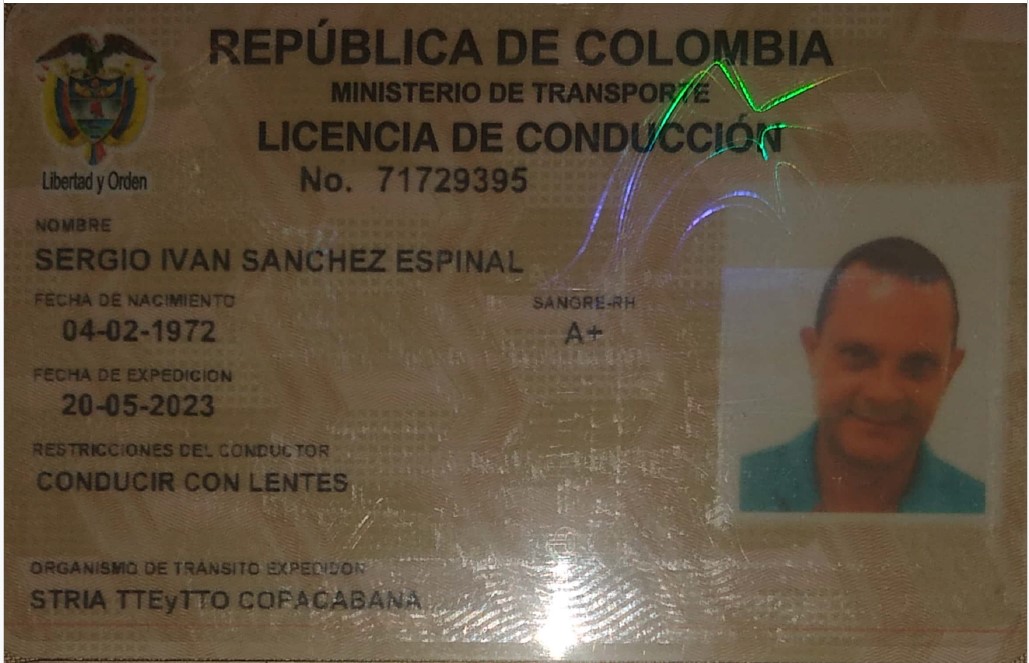 REPÚBLICA DE COLOMBIA
MINISTERIO DE TRANSPORTE
LICENCIA DE CONDUCCIÓN
No. 71729395
Libertad y Orden
NOMBRE
SERGIO IVAN SANCHEZ ESPINAL
FECHA DE NACIMIENTO
04-02-1972
SANGRE-RH
A+
FECHA DE EXPEDICION
20-05-2023
RESTRICCIONES DEL CONDUCTOR
CONDUCIR CON LENTES
ORGANISMO DE TRÁNSITO EXPEDIDOR
STRIA TTEyTTO COPACABANA